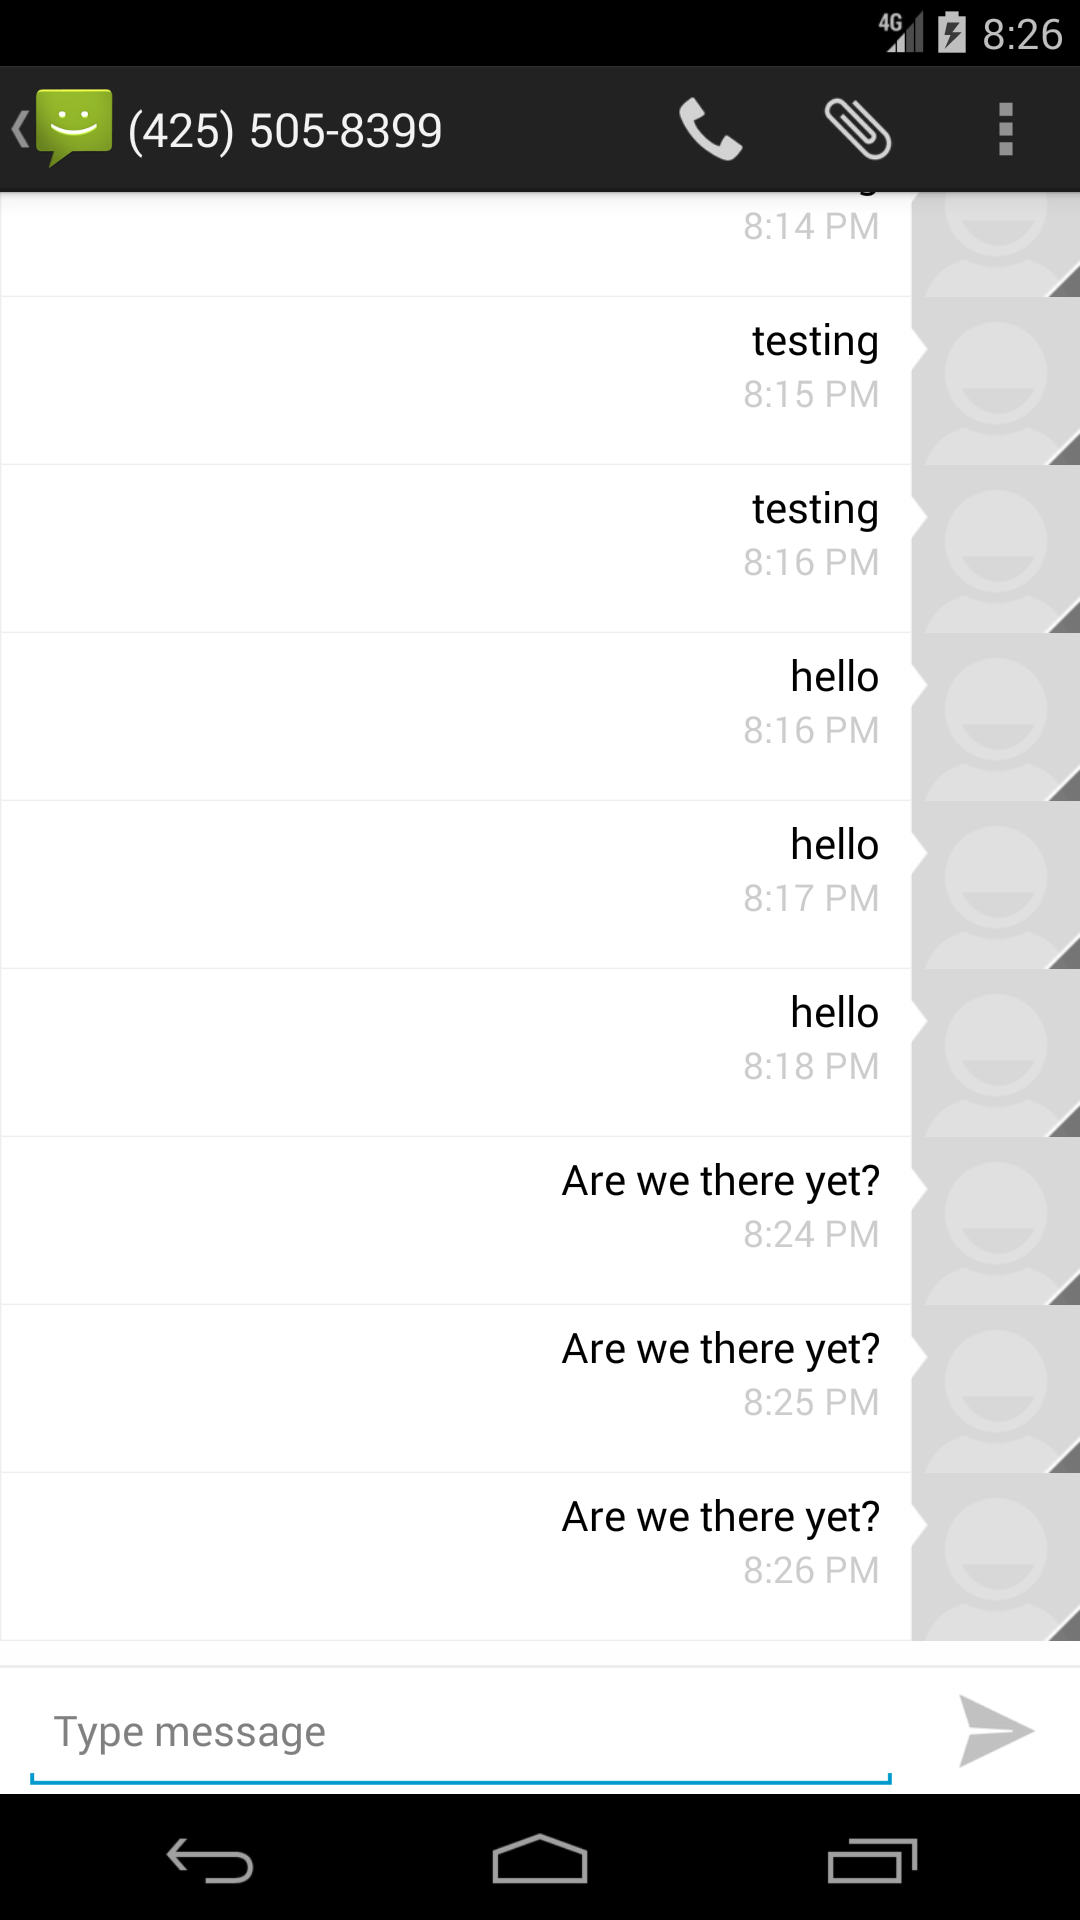 4G 8:26
(425) 505-8399
8:14 PM
testing
8:15 PM
testing
8:16 PM
hello
8:16 PM
hello
8:17 PM
hello
8:18 PM
Are we there yet?
8:24 PM
Are we there yet?
8:25 PM
Are we there yet?
8:26 PM
Type message